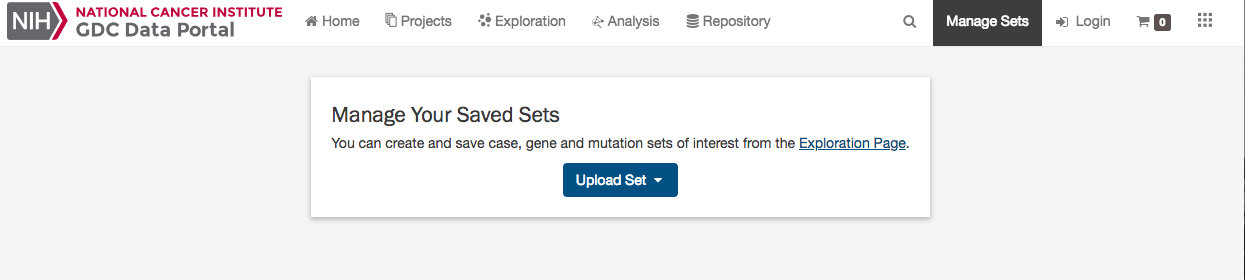 NIH NATIONAL CANCER INSTITUTE
GDC Data Portal
Home Projects Exploration Analysis Repository Manage Sets Login 0
Manage Your Saved Sets
You can create and save case, gene and mutation sets of interest from the Exploration Page.
Upload Set